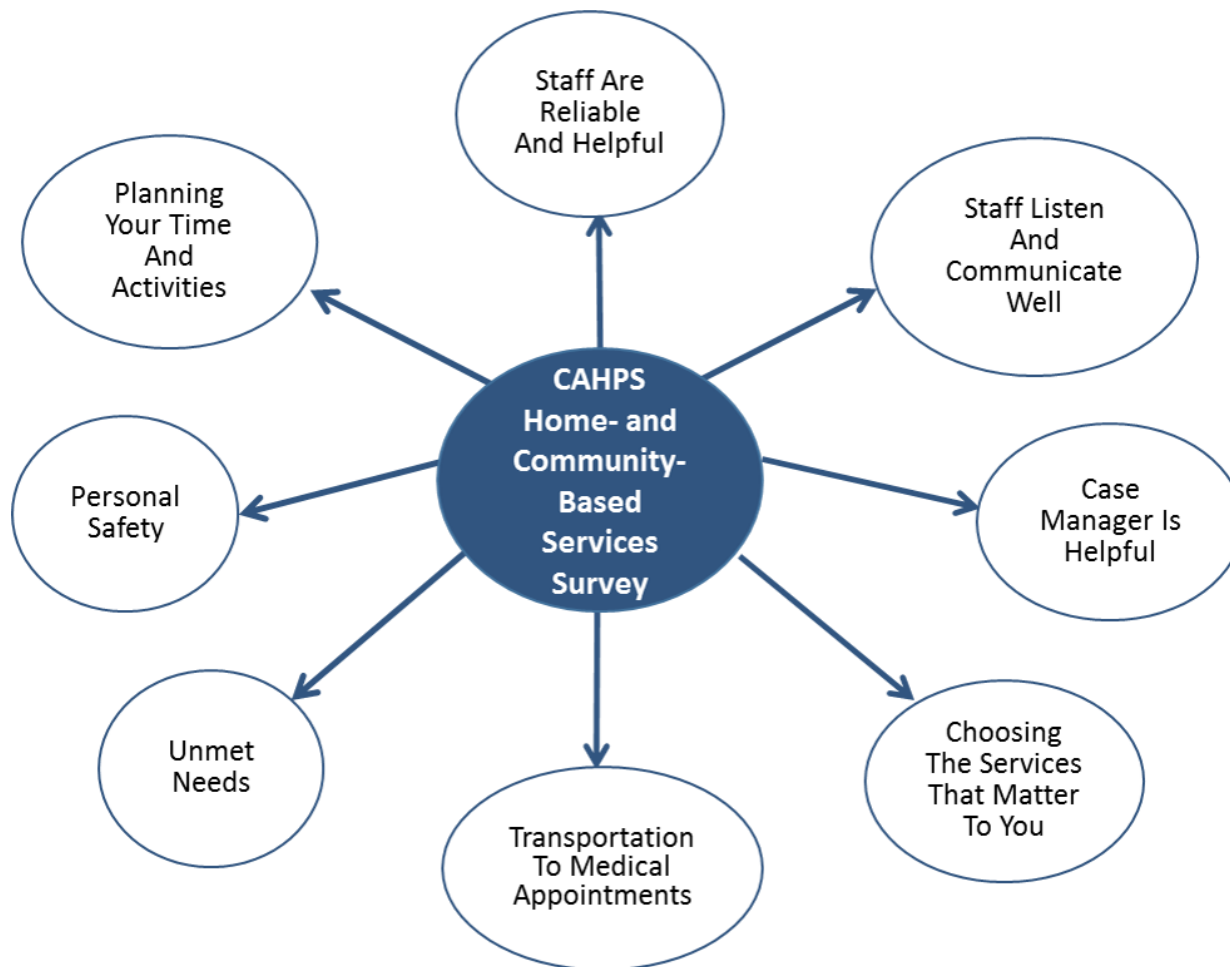 Staff Are
Reliable
And Helpful
Planning
Your Time
And
Activities
Staff Listen
And
Communicate
Well
CAHPS
Home- and
Community-
Based
Services
Survey
Personal
Safety
Case
Manager Is
Helpful
Unmet
Needs
Choosing
The Services
That Matter
To You
Transportation
To Medical
Appointments